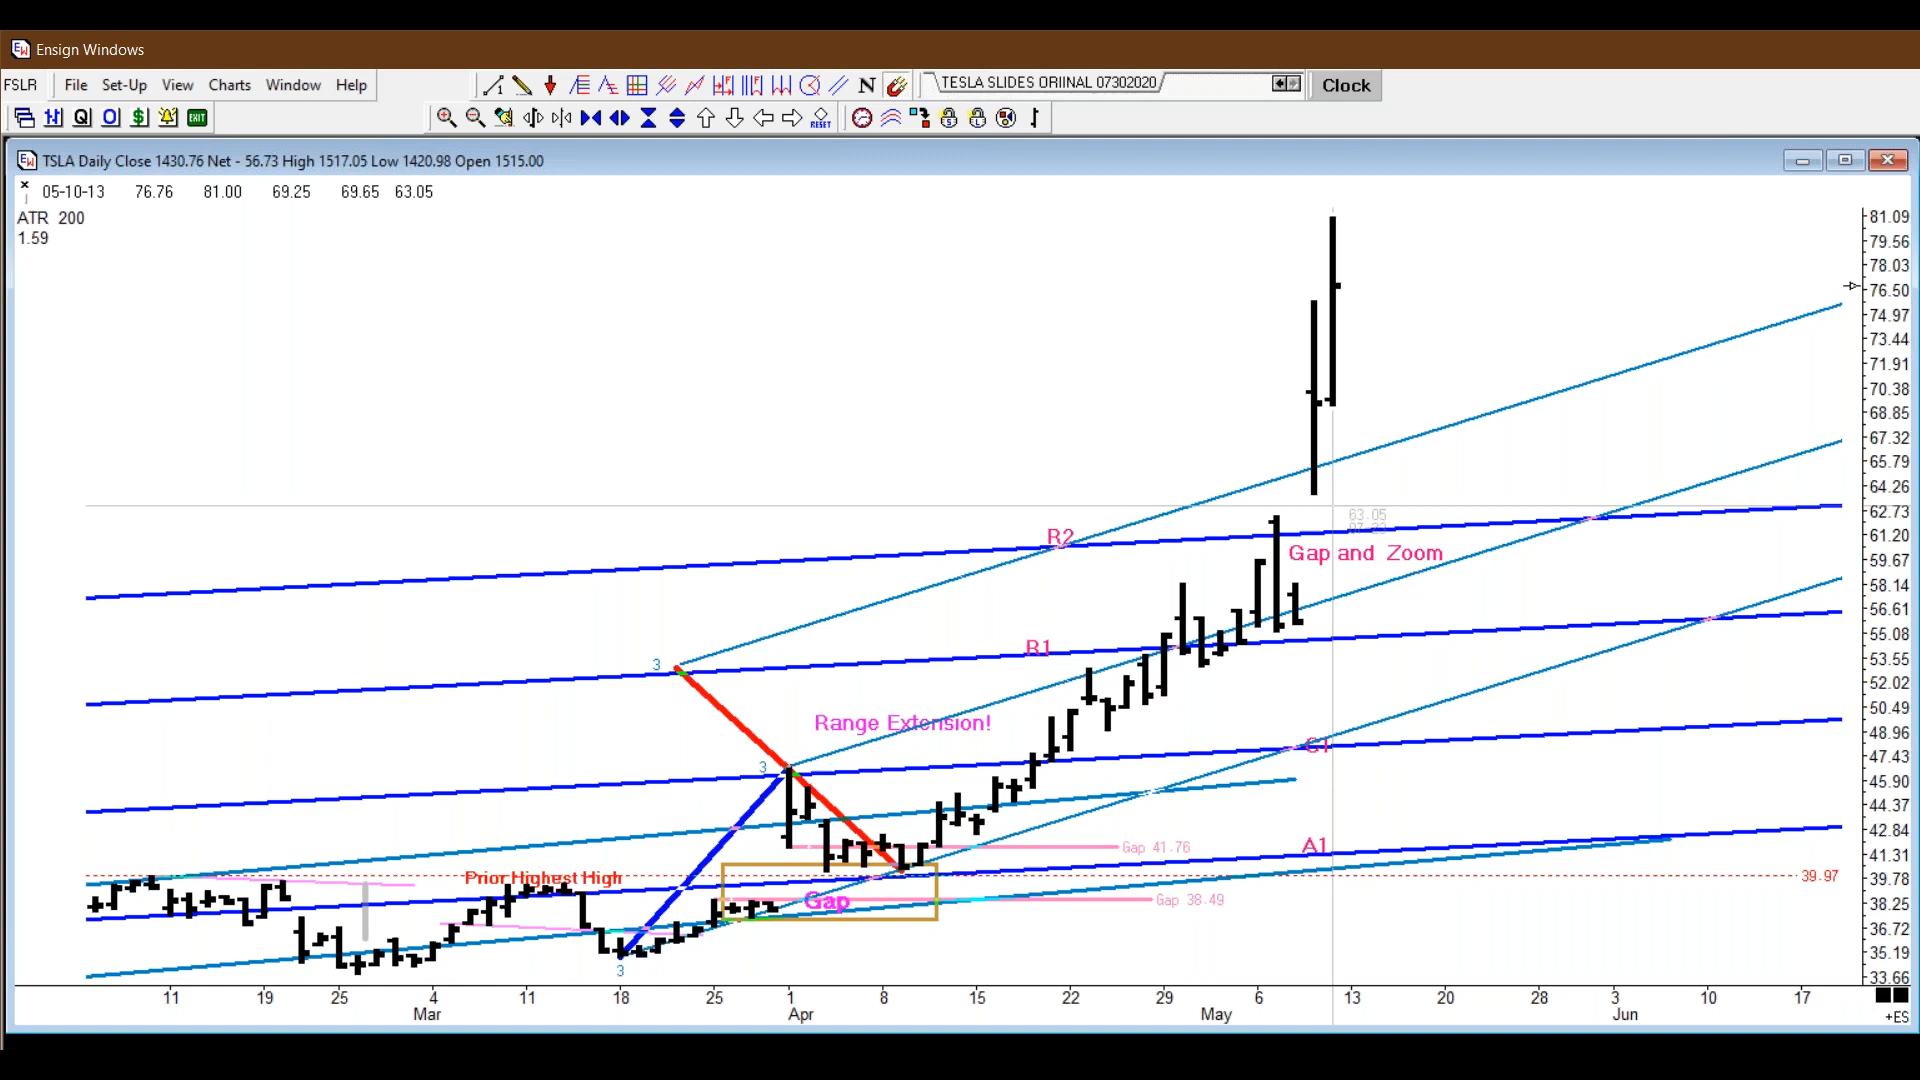 Ensign Windows
FSLR File Set-Up View Charts Window Help N TESLA SLIDES ORIINAL 07302020 Clock
Q O $ EXIT RESET
TSLA Daily Close 1430.76 Net - 56.73 High 1517.05 Low 1420.98 Open 1515.00
05-10-13 76.76 81.00 69.25 69.65 63.05
ATR 200
1.59
81.09
79.56
78.03
76.50
74.97
73.44
71.91
70.38
68.85
67.32
65.79
64.26
62.73
61.20
59.67
58.14
56.61
55.08
53.55
52.02
50.49
48.96
47.43
45.90
44.37
42.84
41.31
39.78
38.25
36.72
35.19
33.66
63.05
R2
Gap and Zoom
R1
3
Range Extension!
C1
3
A1
Gap 41.76
Prior Highest High
39.97
Gap
Gap 38.49
3
11 19 25 4 11 18 25 1 8 15 22 29 6 13 20 28 3 10 17
Mar Apr May Jun
+ES